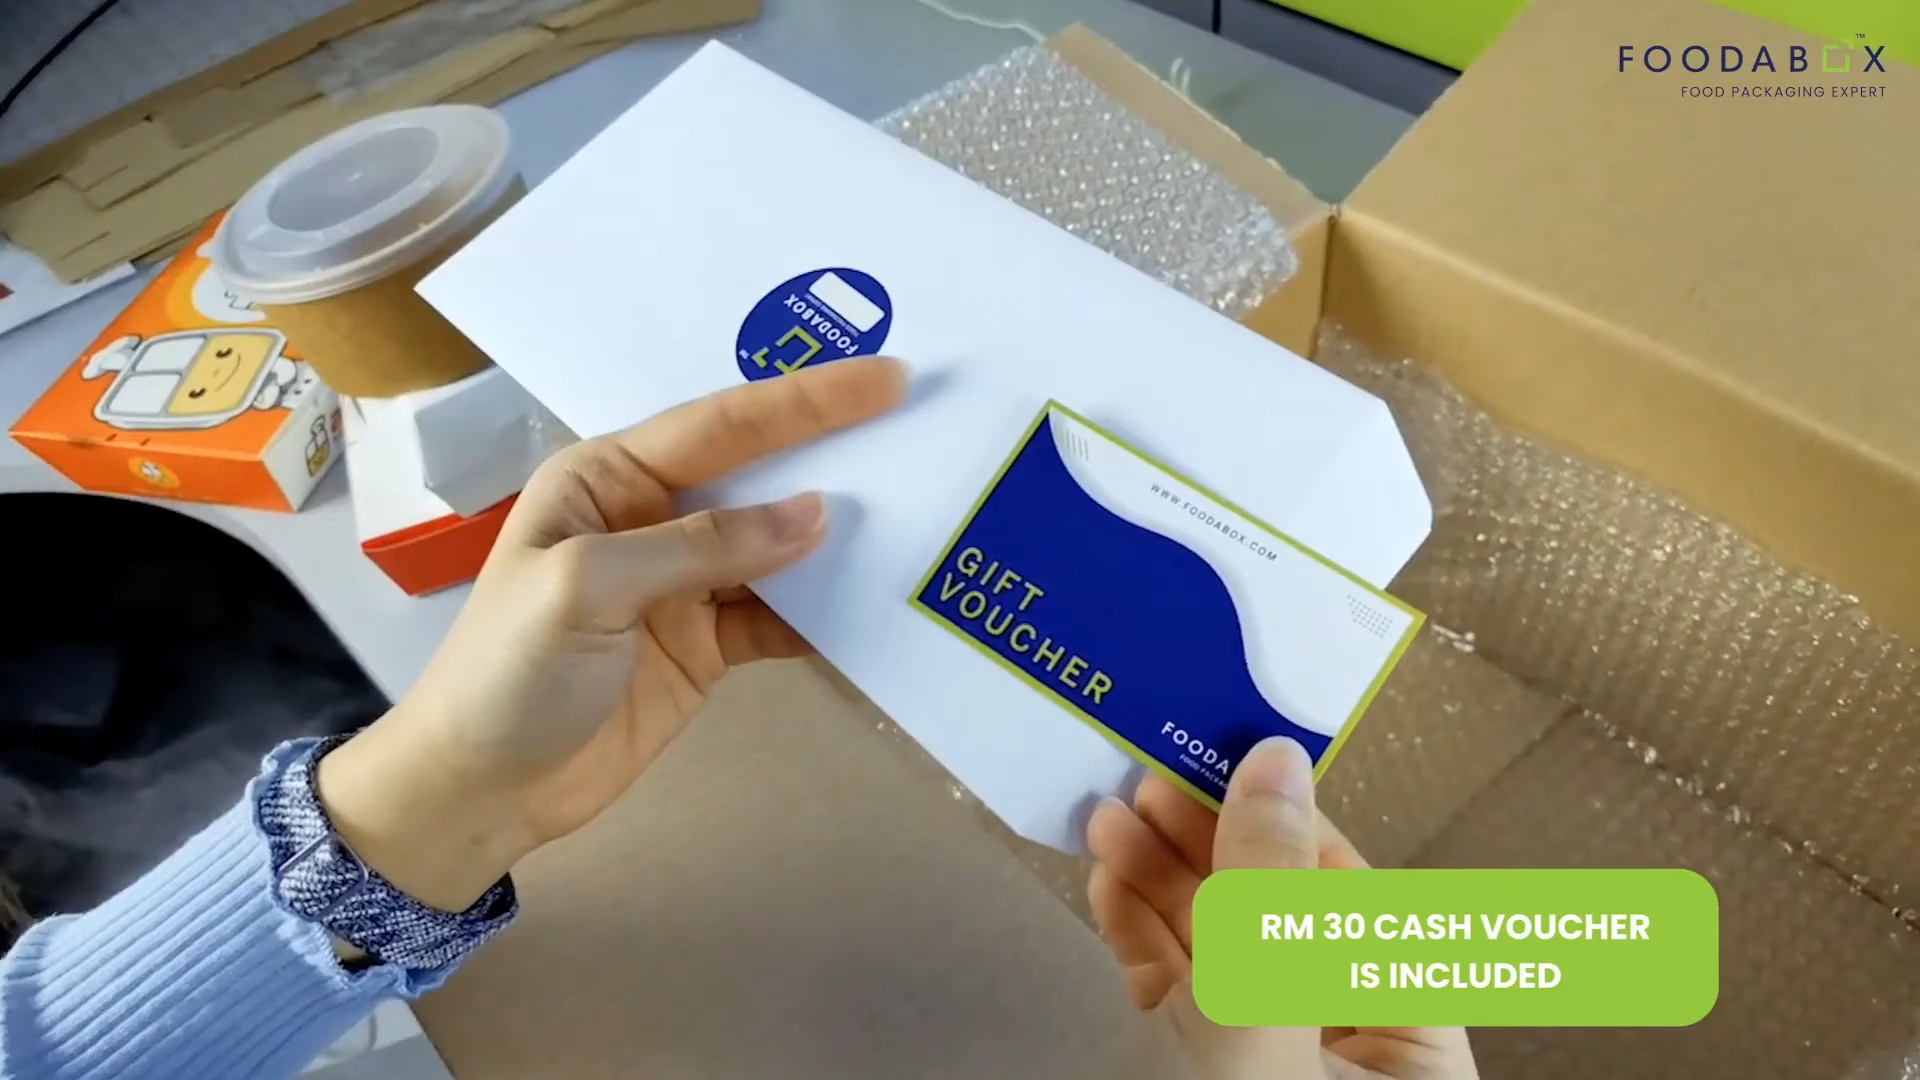 FOODABOX
FOOD PACKAGING EXPERT
FOODABOX
WWW.FOODABOX.COM
GIFT
VOUCHER
FOODA
RM 30 CASH VOUCHER
IS INCLUDED